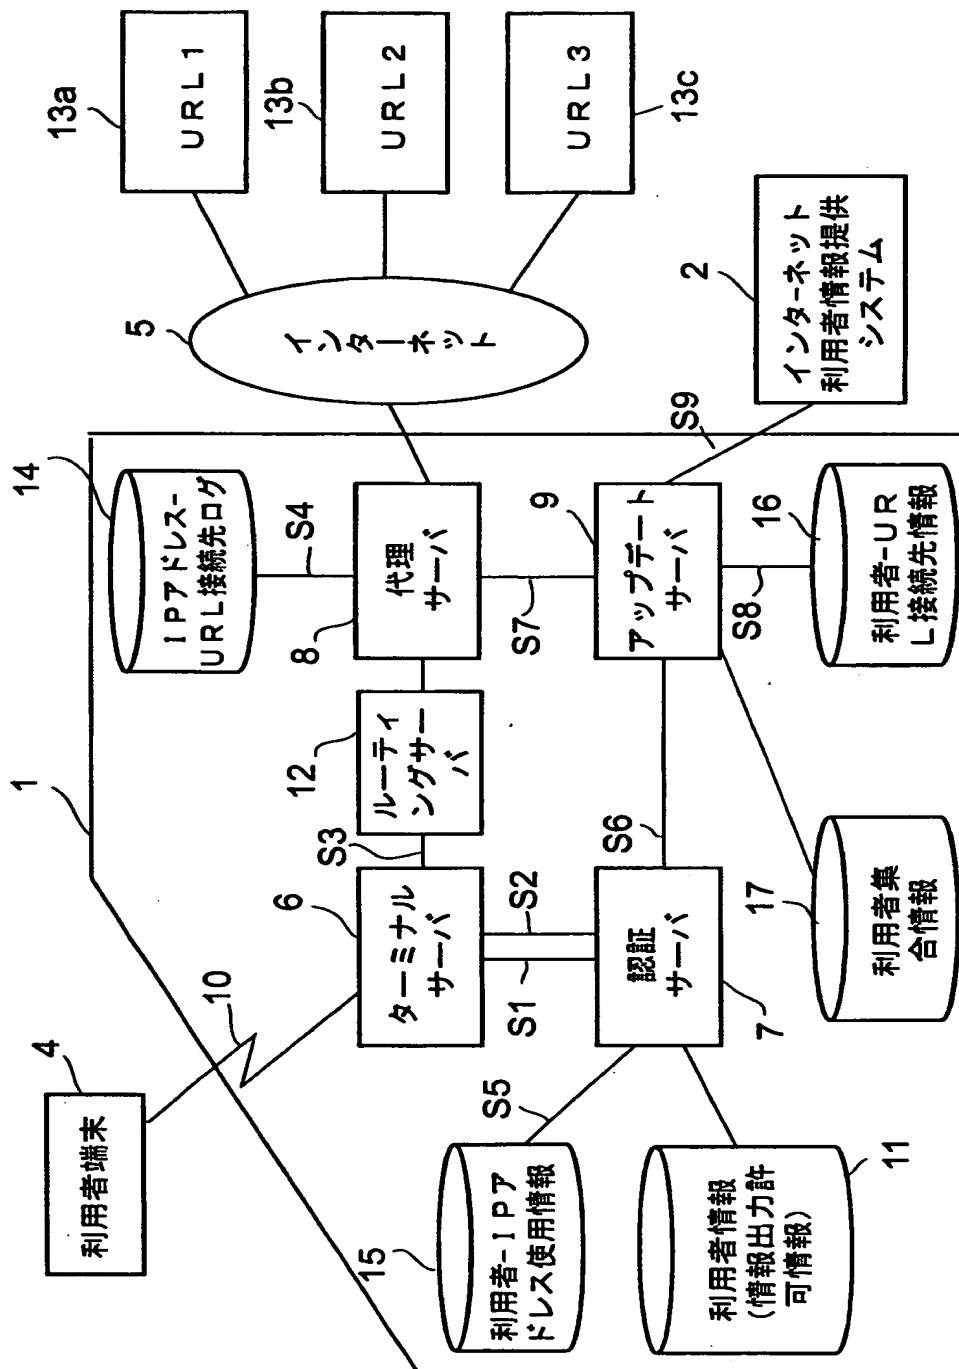 1
4
利用者端末
10
14
IPアドレス-
URL接続先ログ
S4
5
インターネット
13a
URL1
13b
URL2
13c
URL3
6
ターミナル
サーバ
S3
12
ルーティ
ングサー
バ
8
代理
サーバ
S1
S2
S7
S9
2
インターネット
利用者情報提供
システム
7
認証
サーバ
S6
9
アップデート
サーバ
S5
15
利用者-IPア
ドレス使用情報
11
利用者情報
(情報出力許
可情報)
17
利用者集
合情報
S8
16
利用者-UR
L接続先情報